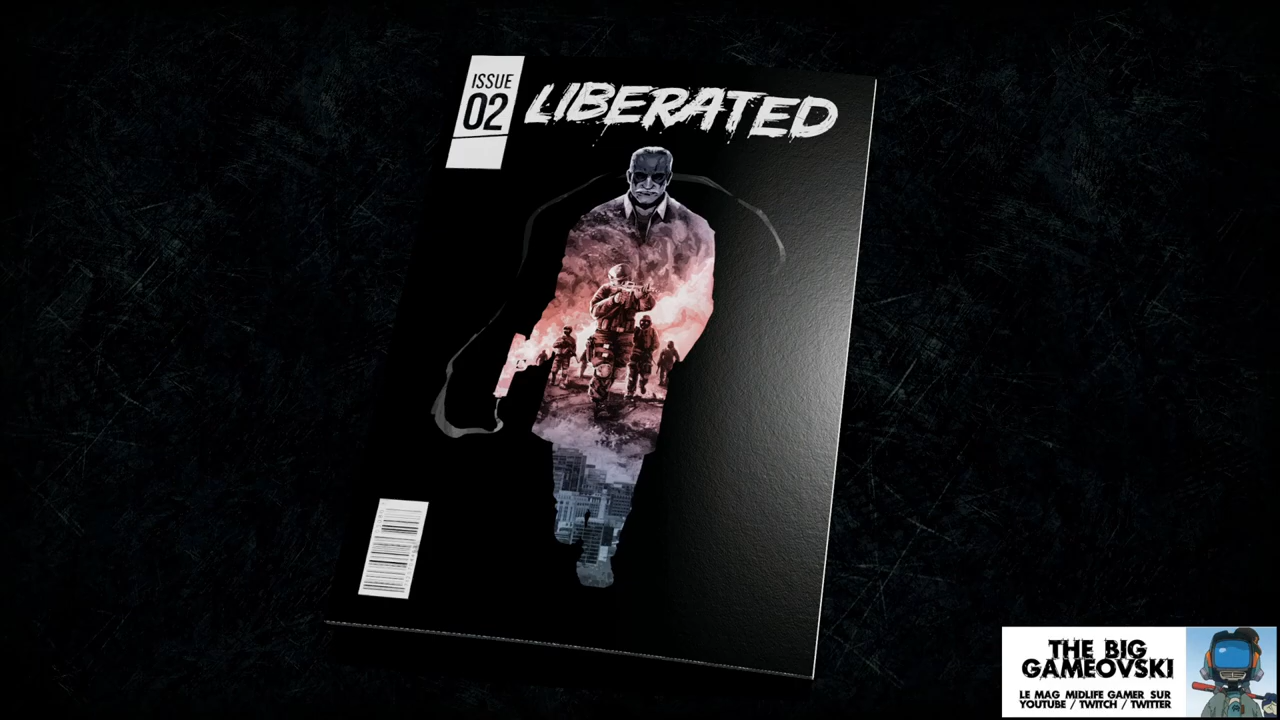 ISSUE
02
LIBERATED
THE BIG
GAMEOVSKI
LE MAG MIDLIFE GAMER SUR
YOUTUBE / TWITCH / TWITTER